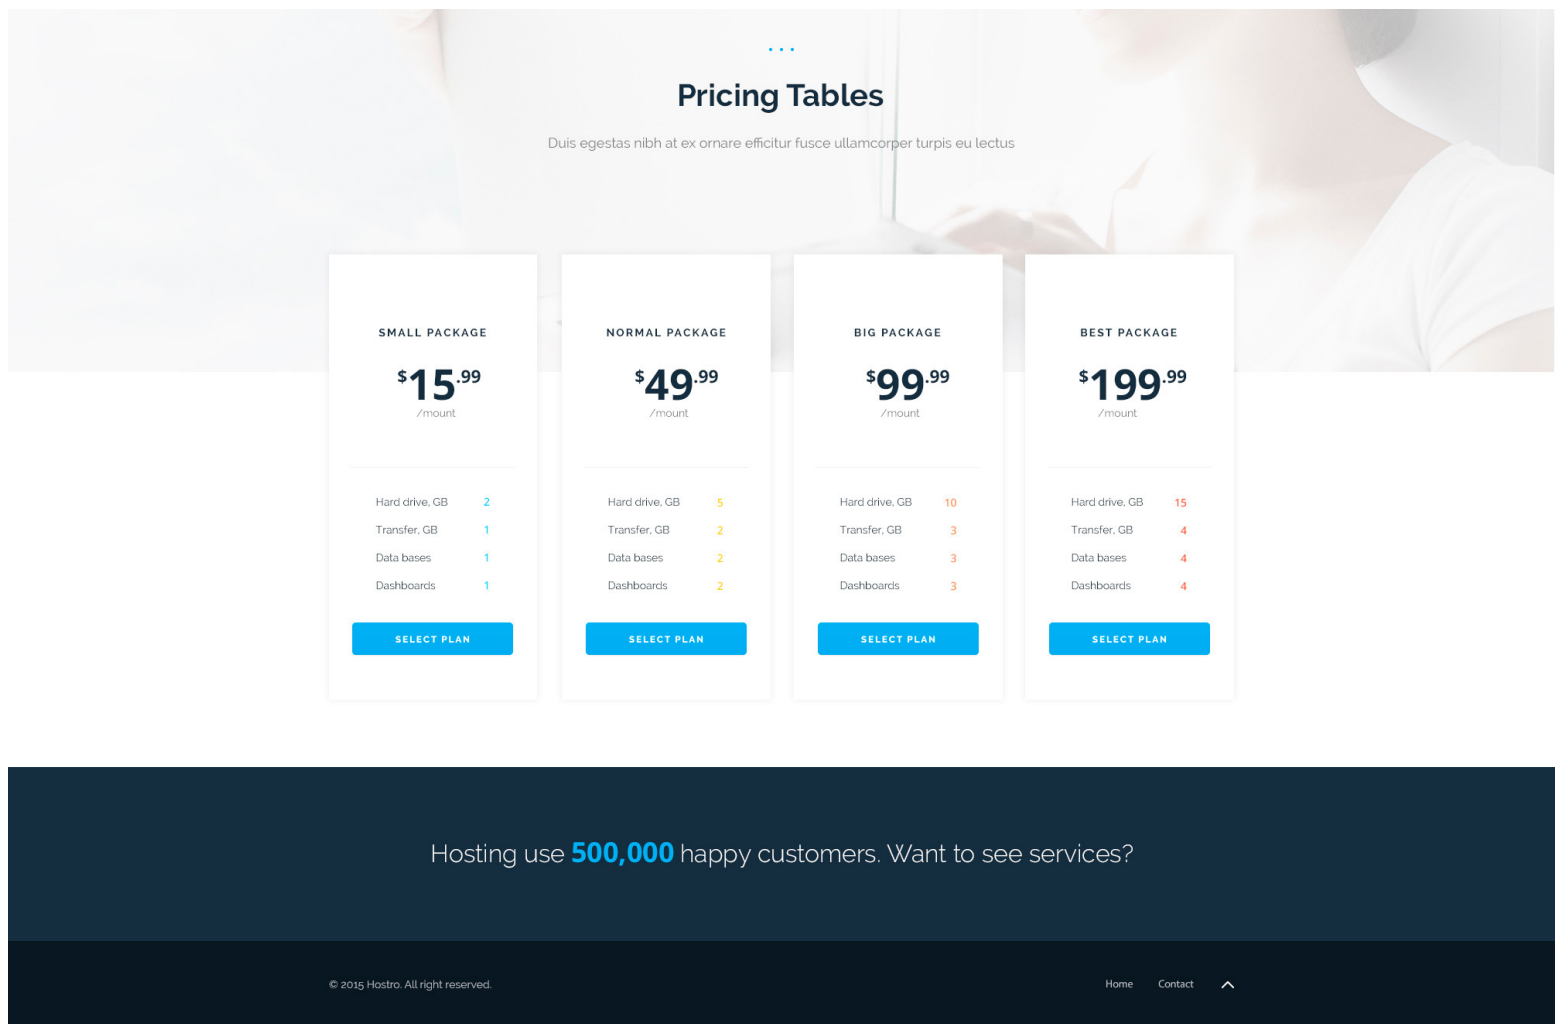 Pricing Tables
Duis egestas nibh at ex ornare efficitur fusce ullamcorper turpis eu lectus
SMALL PACKAGE
$15.99
/mount
Hard drive, GB 2
Transfer, GB 1
Data bases 1
Dashboards 1
SELECT PLAN
NORMAL PACKAGE
$49.99
/mount
Hard drive, GB 5
Transfer, GB 2
Data bases 2
Dashboards 2
SELECT PLAN
BIG PACKAGE
$99.99
/mount
Hard drive, GB 10
Transfer, GB 3
Data bases 3
Dashboards 3
SELECT PLAN
BEST PACKAGE
$199.99
/mount
Hard drive, GB 15
Transfer, GB 4
Data bases 4
Dashboards 4
SELECT PLAN
Hosting use 500,000 happy customers. Want to see services?
© 2015 Hostro. All right reserved.
Home Contact